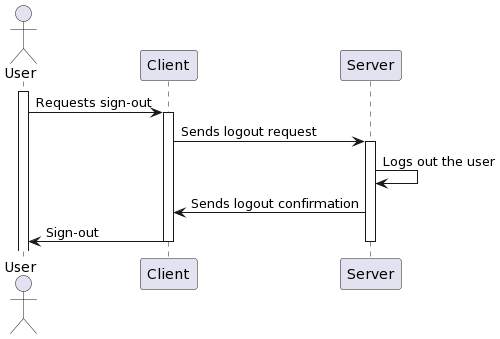 User
Client
Server
Requests sign-out
Sends logout request
Logs out the user
Sends logout confirmation
Sign-out
User
Client
Server